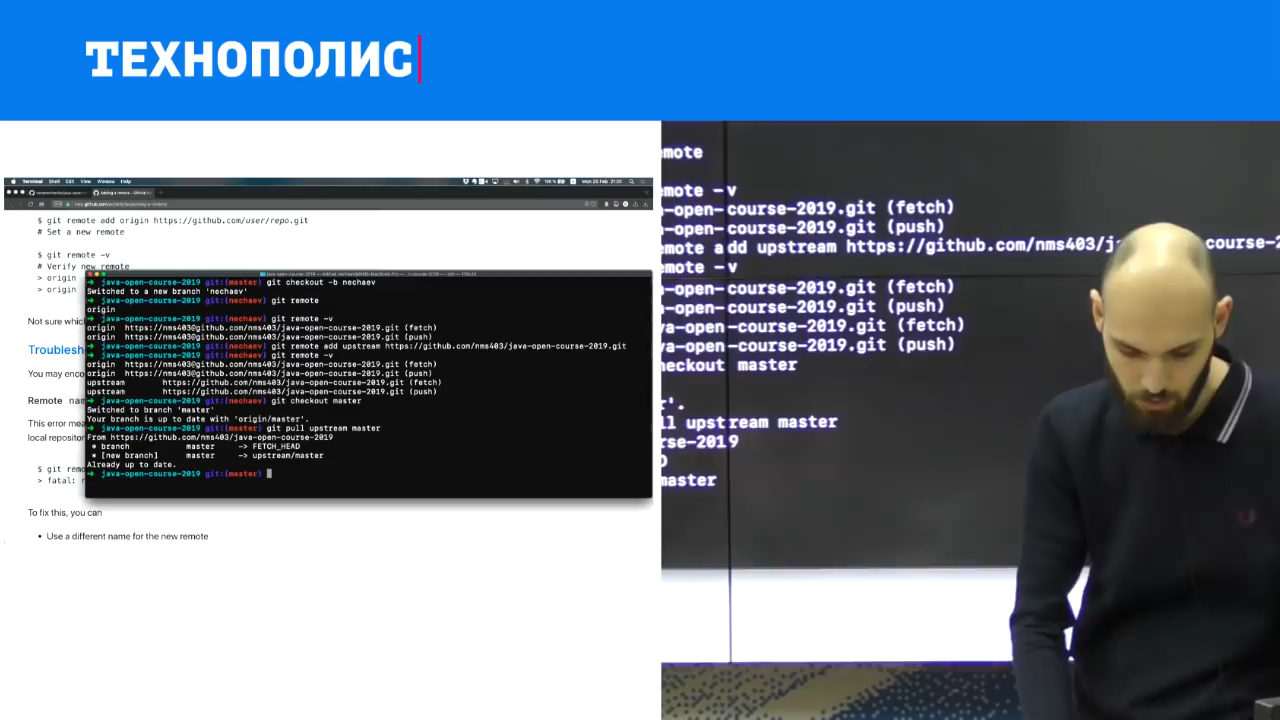 ТЕХНОПОЛИС
Terminal Shell Edit View Window Help
$ git remote add origin https://github.com/user/repo.git
# Set a new remote
$ git remote -v
# Verify new remote
> origin
> origin
Not sure whic
Troublesh
You may enco
Remote nam
This error mea
local reposito
$ git remo
> fatal: r
To fix this, you can
• Use a different name for the new remote
➜ java-open-course-2019 git:(master) git checkout -b nechaev
Switched to a new branch 'nechaev'
➜ java-open-course-2019 git:(nechaev) git remote
origin
➜ java-open-course-2019 git:(nechaev) git remote -v
origin https://nms403@github.com/nms403/java-open-course-2019.git (fetch)
origin https://nms403@github.com/nms403/java-open-course-2019.git (push)
➜ java-open-course-2019 git:(nechaev) git remote add upstream https://github.com/nms403/java-open-course-2019.git
➜ java-open-course-2019 git:(nechaev) git remote -v
origin https://nms403@github.com/nms403/java-open-course-2019.git (fetch)
origin https://nms403@github.com/nms403/java-open-course-2019.git (push)
upstream https://github.com/nms403/java-open-course-2019.git (fetch)
upstream https://github.com/nms403/java-open-course-2019.git (push)
➜ java-open-course-2019 git:(nechaev) git checkout master
Switched to branch 'master'
Your branch is up to date with 'origin/master'.
➜ java-open-course-2019 git:(master) git pull upstream master
From https://github.com/nms403/java-open-course-2019
* branch master -> FETCH_HEAD
* [new branch] master -> upstream/master
Already up to date.
➜ java-open-course-2019 git:(master)
emote
emote -v
a-open-course-2019.git (fetch)
a-open-course-2019.git (push)
emote add upstream https://github.com/nms403/j course-2
emote -v
a-open-course-2019.git (fetch)
a-open-course-2019.git (push)
va-open-course-2019.git (fetch)
va-open-course-2019.git (push)
heckout master
r'.
ll upstream master
rse-2019
D
master